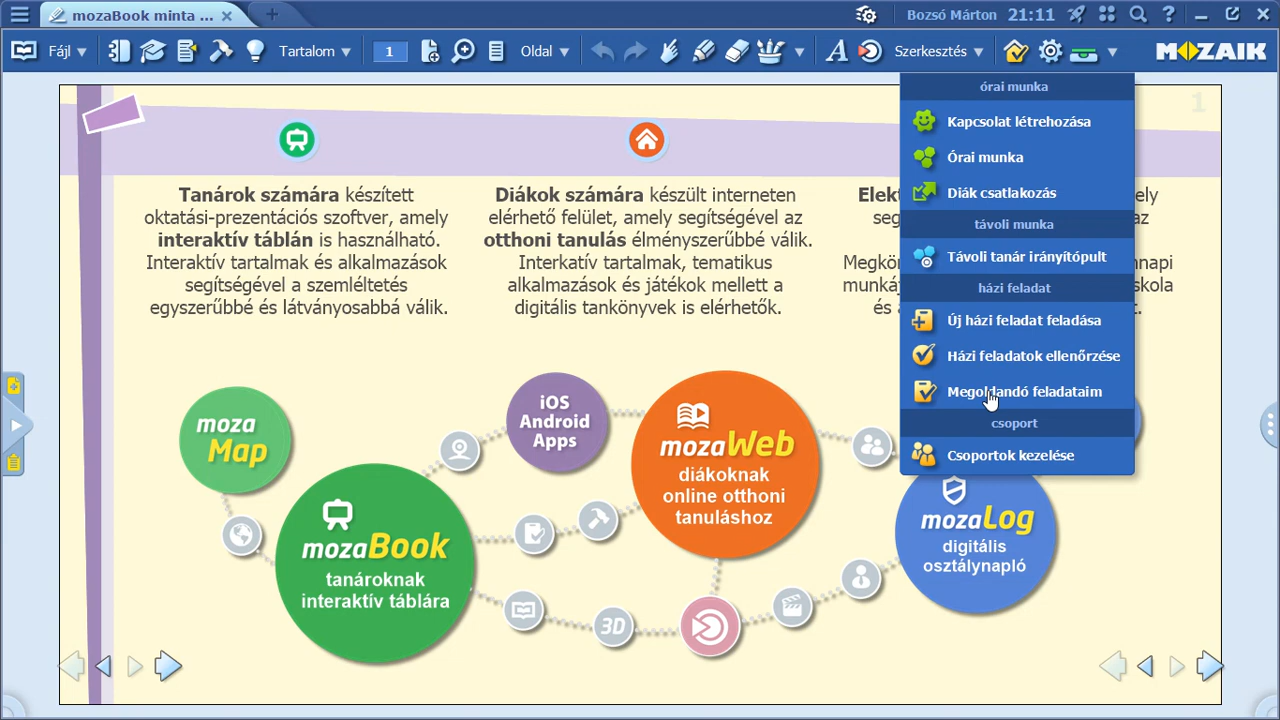 mozaBook minta ...
Bozsó Márton
21:11
Fájl
Tartalom
1
Oldal
A
Szerkesztés
MOZAIK
órai munka
Kapcsolat létrehozása
Órai munka
Diák csatlakozás
távoli munka
Távoli tanár irányítópult
házi feladat
Új házi feladat feladása
Házi feladatok ellenőrzése
Megoldandó feladataim
csoport
Csoportok kezelése
1
Tanárok számára készített
oktatási-prezentációs szoftver, amely
interaktív táblán is használható.
Interaktív tartalmak és alkalmazások
segítségével a szemléltetés
egyszerűbbé és látványosabbá válik.
Diákok számára készült interneten
elérhető felület, amely segítségével az
otthoni tanulás élményszerűbbé válik.
Interkatív tartalmak, tematikus
alkalmazások és játékok mellett a
digitális tankönyvek is elérhetők.
moza
Map
iOS
Android
Apps
mozaWeb
diákoknak
online otthoni
tanuláshoz
mozaBook
tanároknak
interaktív táblára
mozaLog
digitális
osztálynapló
3D